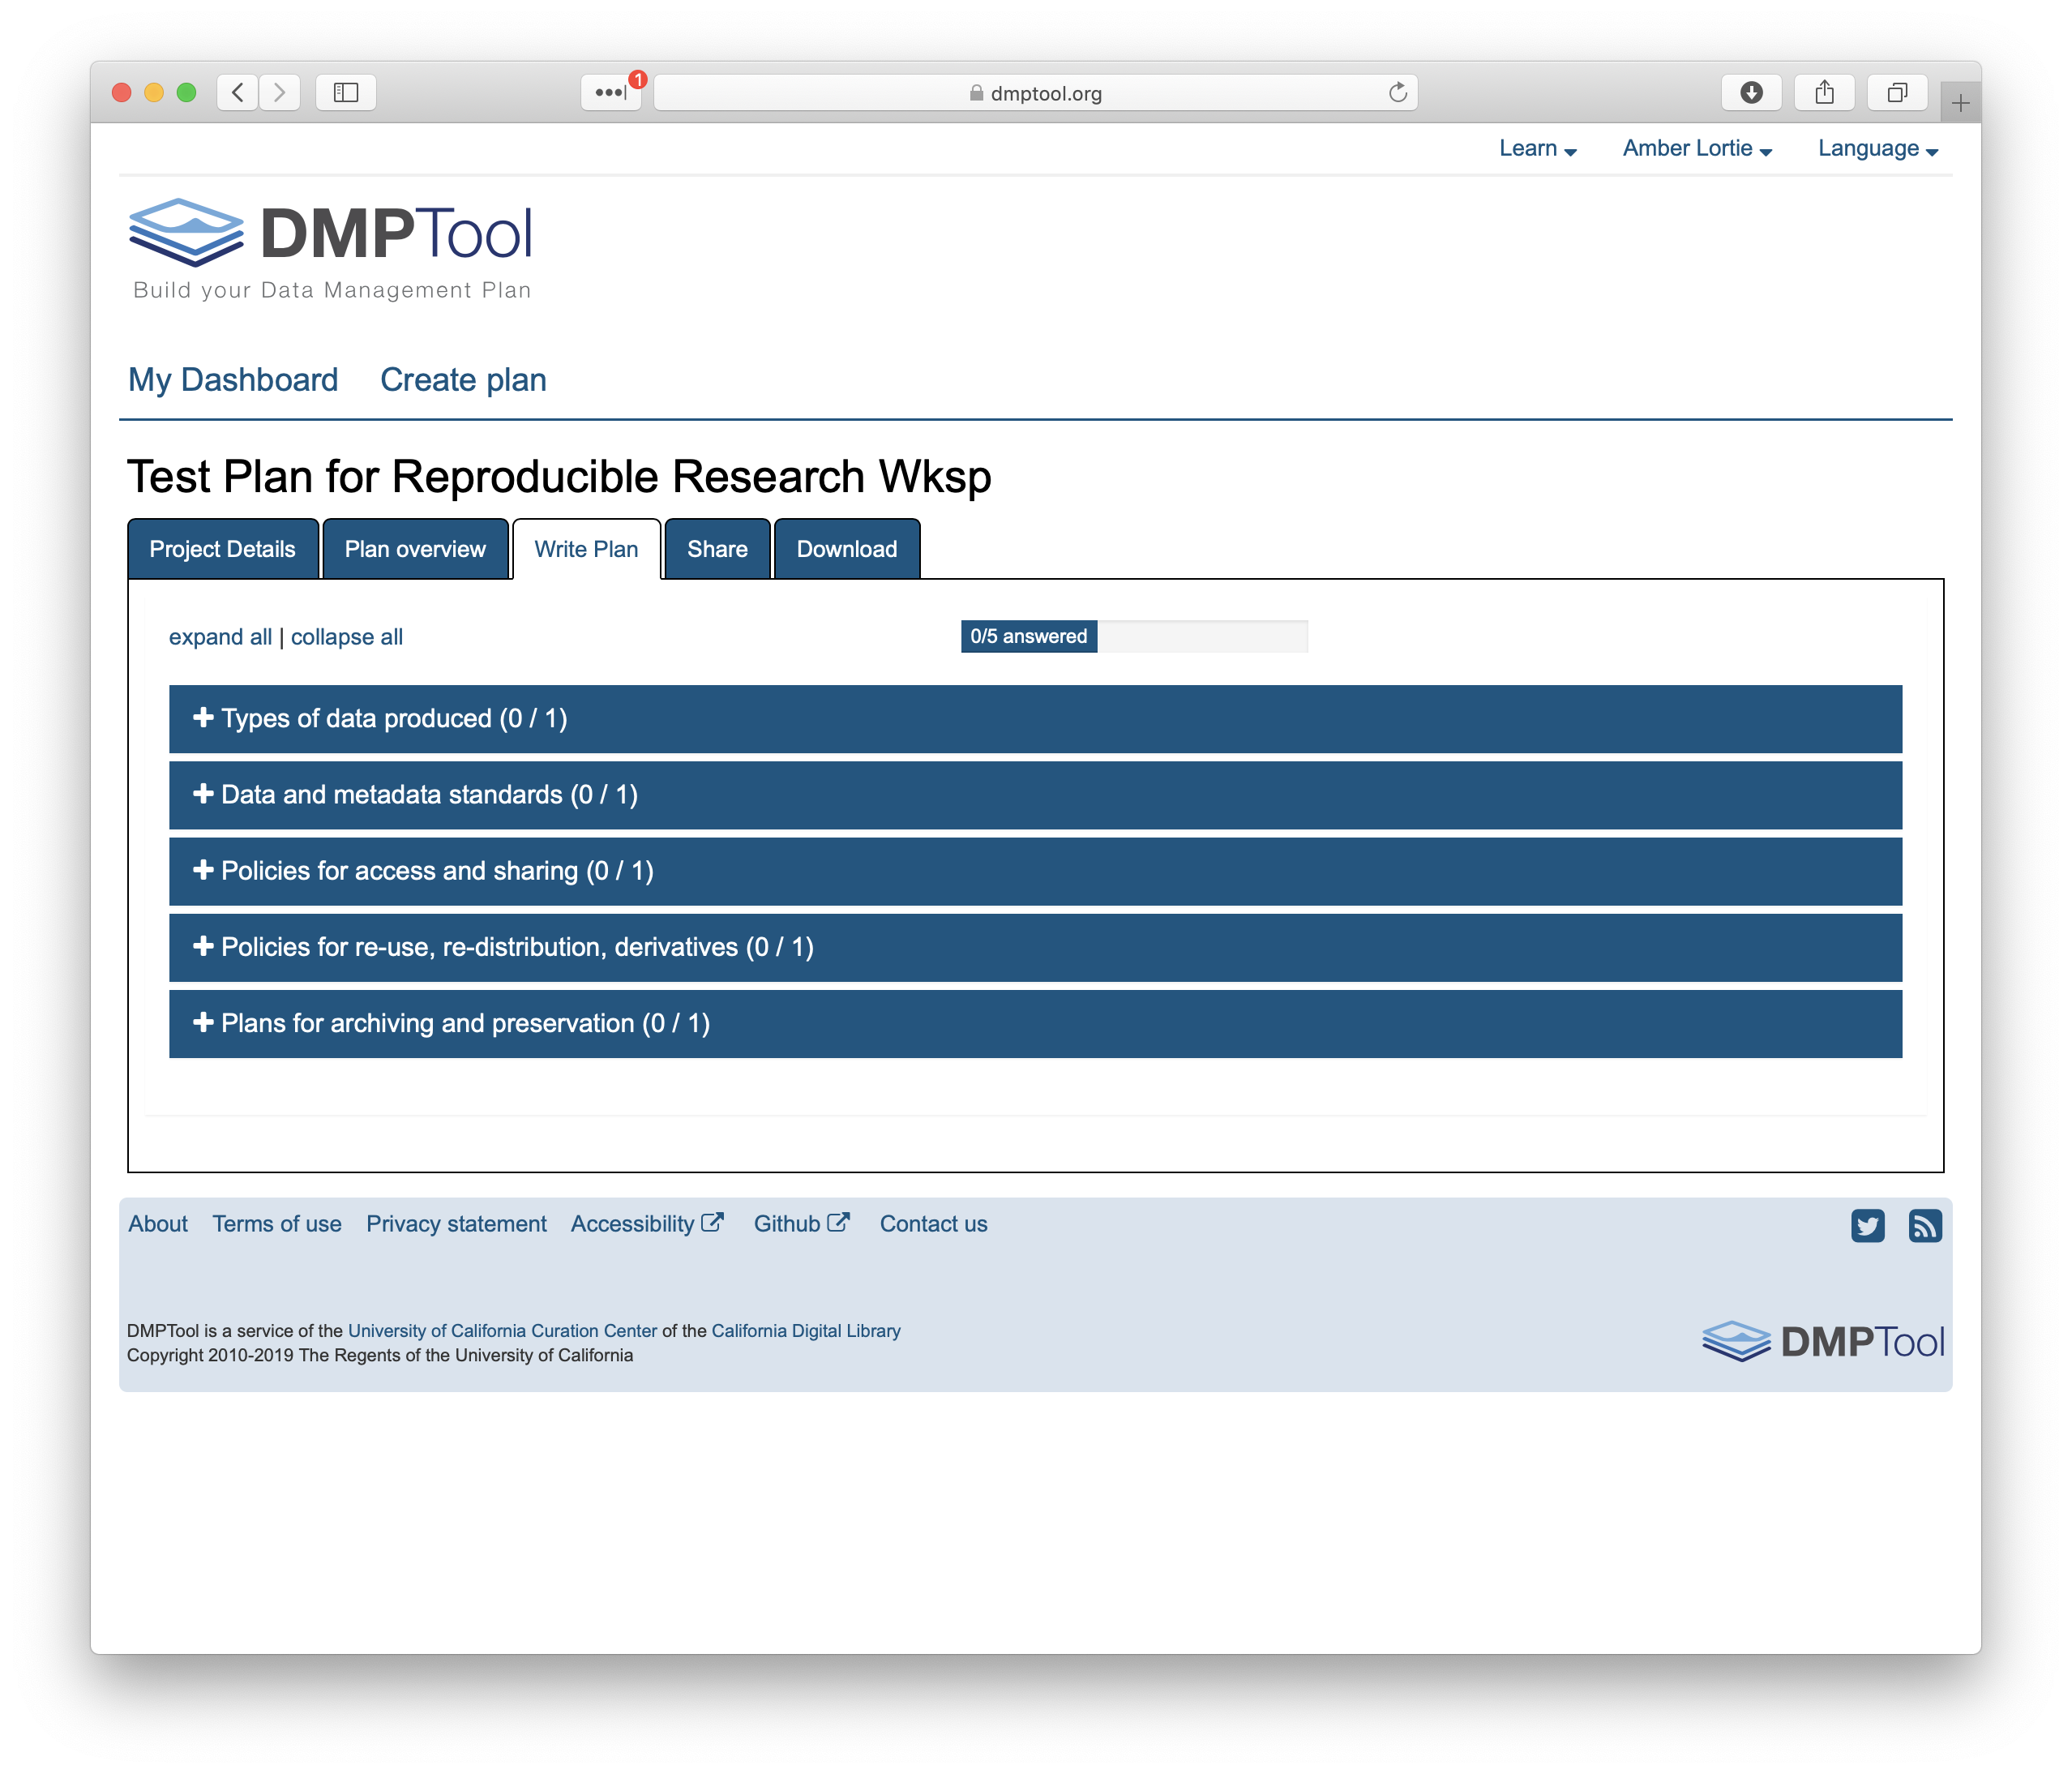 1
dmptool.org
Learn
Amber Lortie
Language
DMPTool
Build your Data Management Plan
My Dashboard
Create plan
Test Plan for Reproducible Research Wksp
Project Details
Plan overview
Write Plan
Share
Download
expand all | collapse all
0/5 answered
Types of data produced (0 / 1)
Data and metadata standards (0 / 1)
Policies for access and sharing (0 / 1)
Policies for re-use, re-distribution, derivatives (0 / 1)
Plans for archiving and preservation (0 / 1)
About
Terms of use
Privacy statement
Accessibility
Github
Contact us
DMPTool is a service of the University of California Curation Center of the California Digital Library
Copyright 2010-2019 The Regents of the University of California
DMPTool